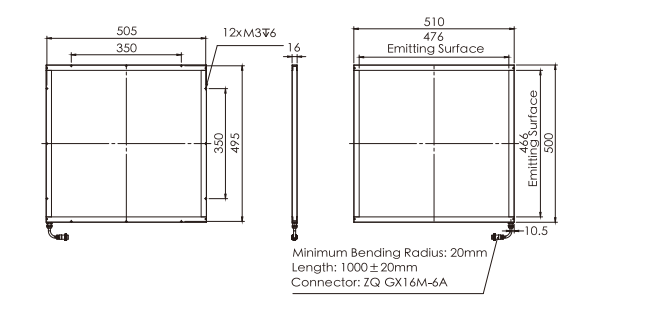 505
350
12xM3↧6
16
350
495
510
476
Emitting Surface
466
Emitting Surface
500
10.5
Minimum Bending Radius: 20mm
Length: 1000±20mm
Connector: ZQ GX16M-6A